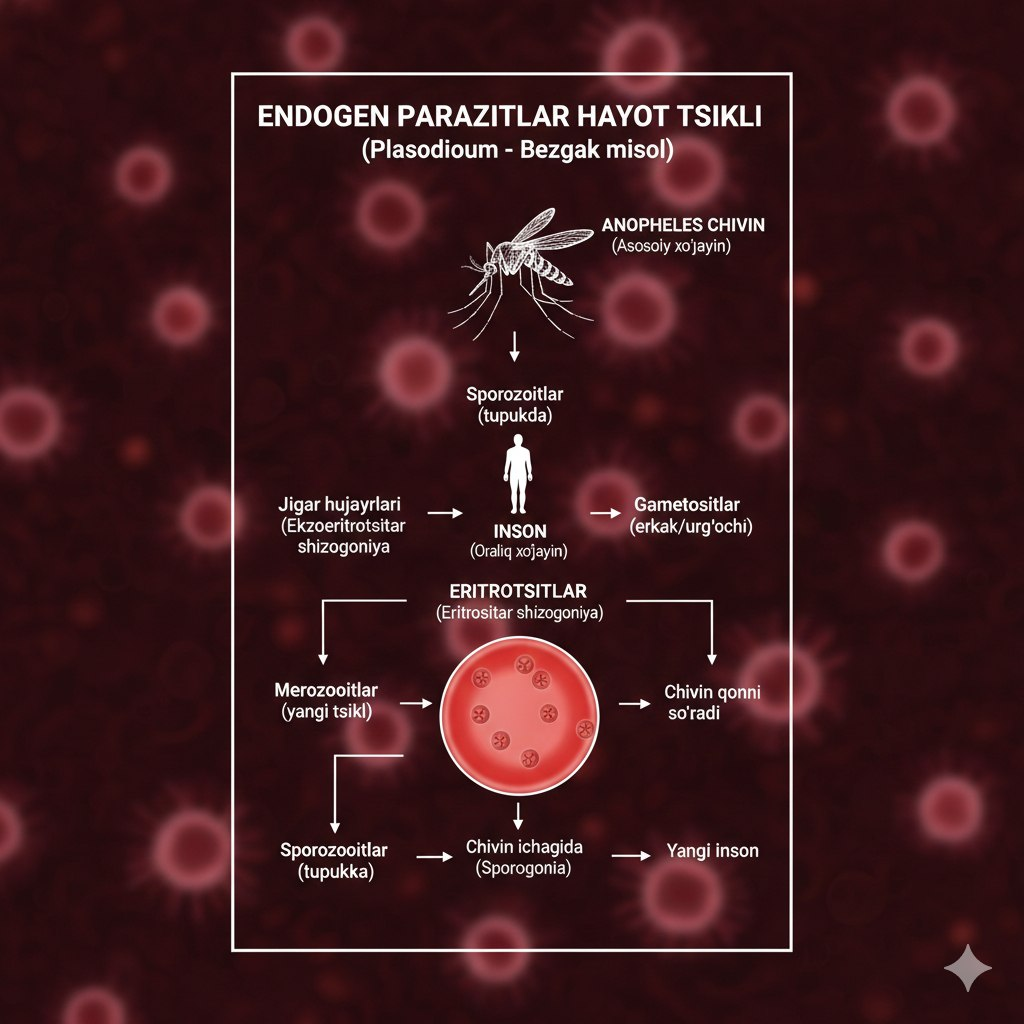 ENDOGEN PARAZITLAR HAYOT TSIKLI
(Plasodioum - Bezgak misol)
ANOPHELES CHIVIN
(Asosoiy xo'jayin)
Sporozoitlar
(tupukda)
Jigar hujayrlari
(Ekzoeritrotsitar
shizogoniya
INSON
(Oraliq xo'jayin)
Gametositlar
(erkak/urg'ochi)
ERITROTSITLAR
(Eritrositar shizogoniya)
Merozooitlar
(yangi tsikl)
Chivin qonni
so'radi
Sporozooitlar
(tupukka)
Chivin ichagida
(Sporogonia)
Yangi inson